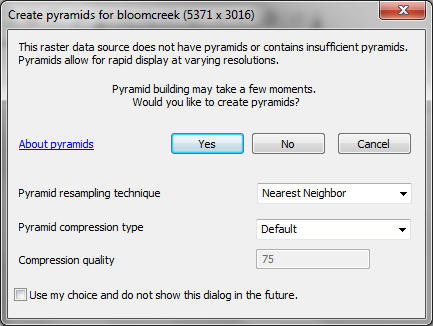 Create pyramids for bloomcreek (5371 x 3016)
This raster data source does not have pyramids or contains insufficient pyramids.
Pyramids allow for rapid display at varying resolutions.
Pyramid building may take a few moments.
Would you like to create pyramids?
About pyramids Yes No Cancel
Pyramid resampling technique Nearest Neighbor
Pyramid compression type Default
Compression quality 75
Use my choice and do not show this dialog in the future.